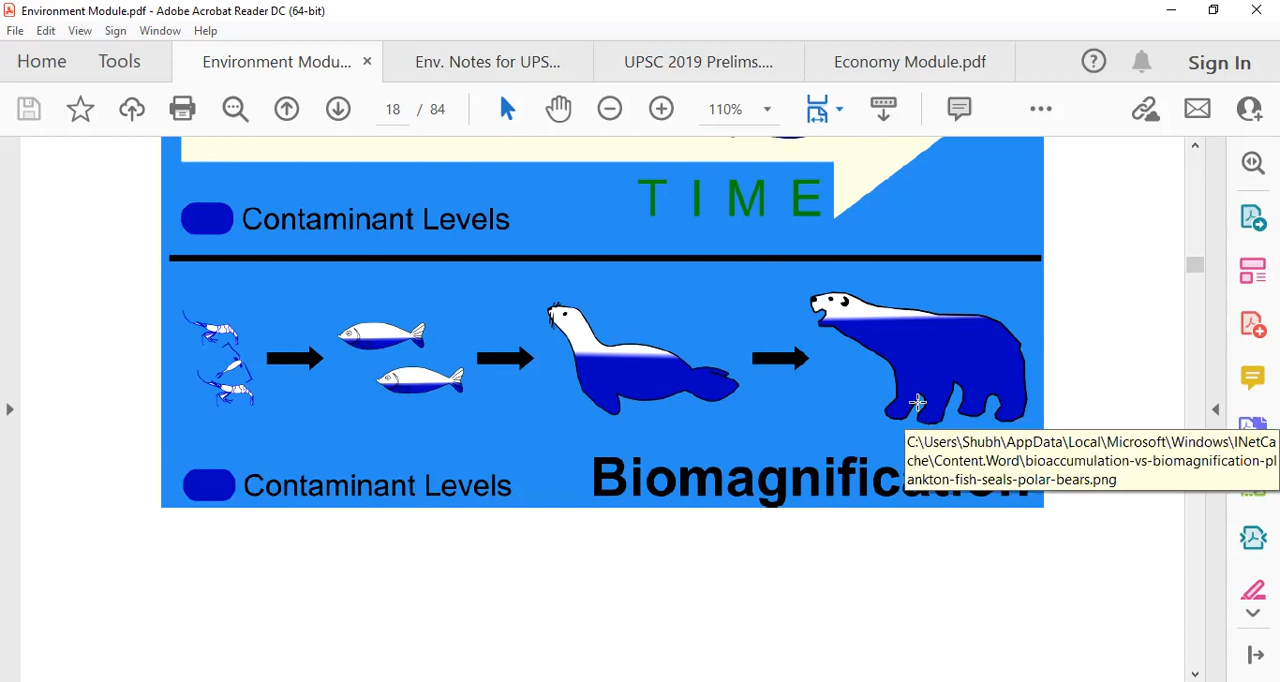 Environment Module.pdf - Adobe Acrobat Reader DC (64-bit)
File Edit View Sign Window Help
Home Tools Environment Modu... × Env. Notes for UPS... UPSC 2019 Prelims.... Economy Module.pdf Sign In
18 / 84 110%
TIME
Contaminant Levels
C:\Users\Shubh\AppData\Local\Microsoft\Windows\INetCa
che\Content.Word\bioaccumulation-vs-biomagnification-pl
ankton-fish-seals-polar-bears.png
Contaminant Levels
Biomagnification